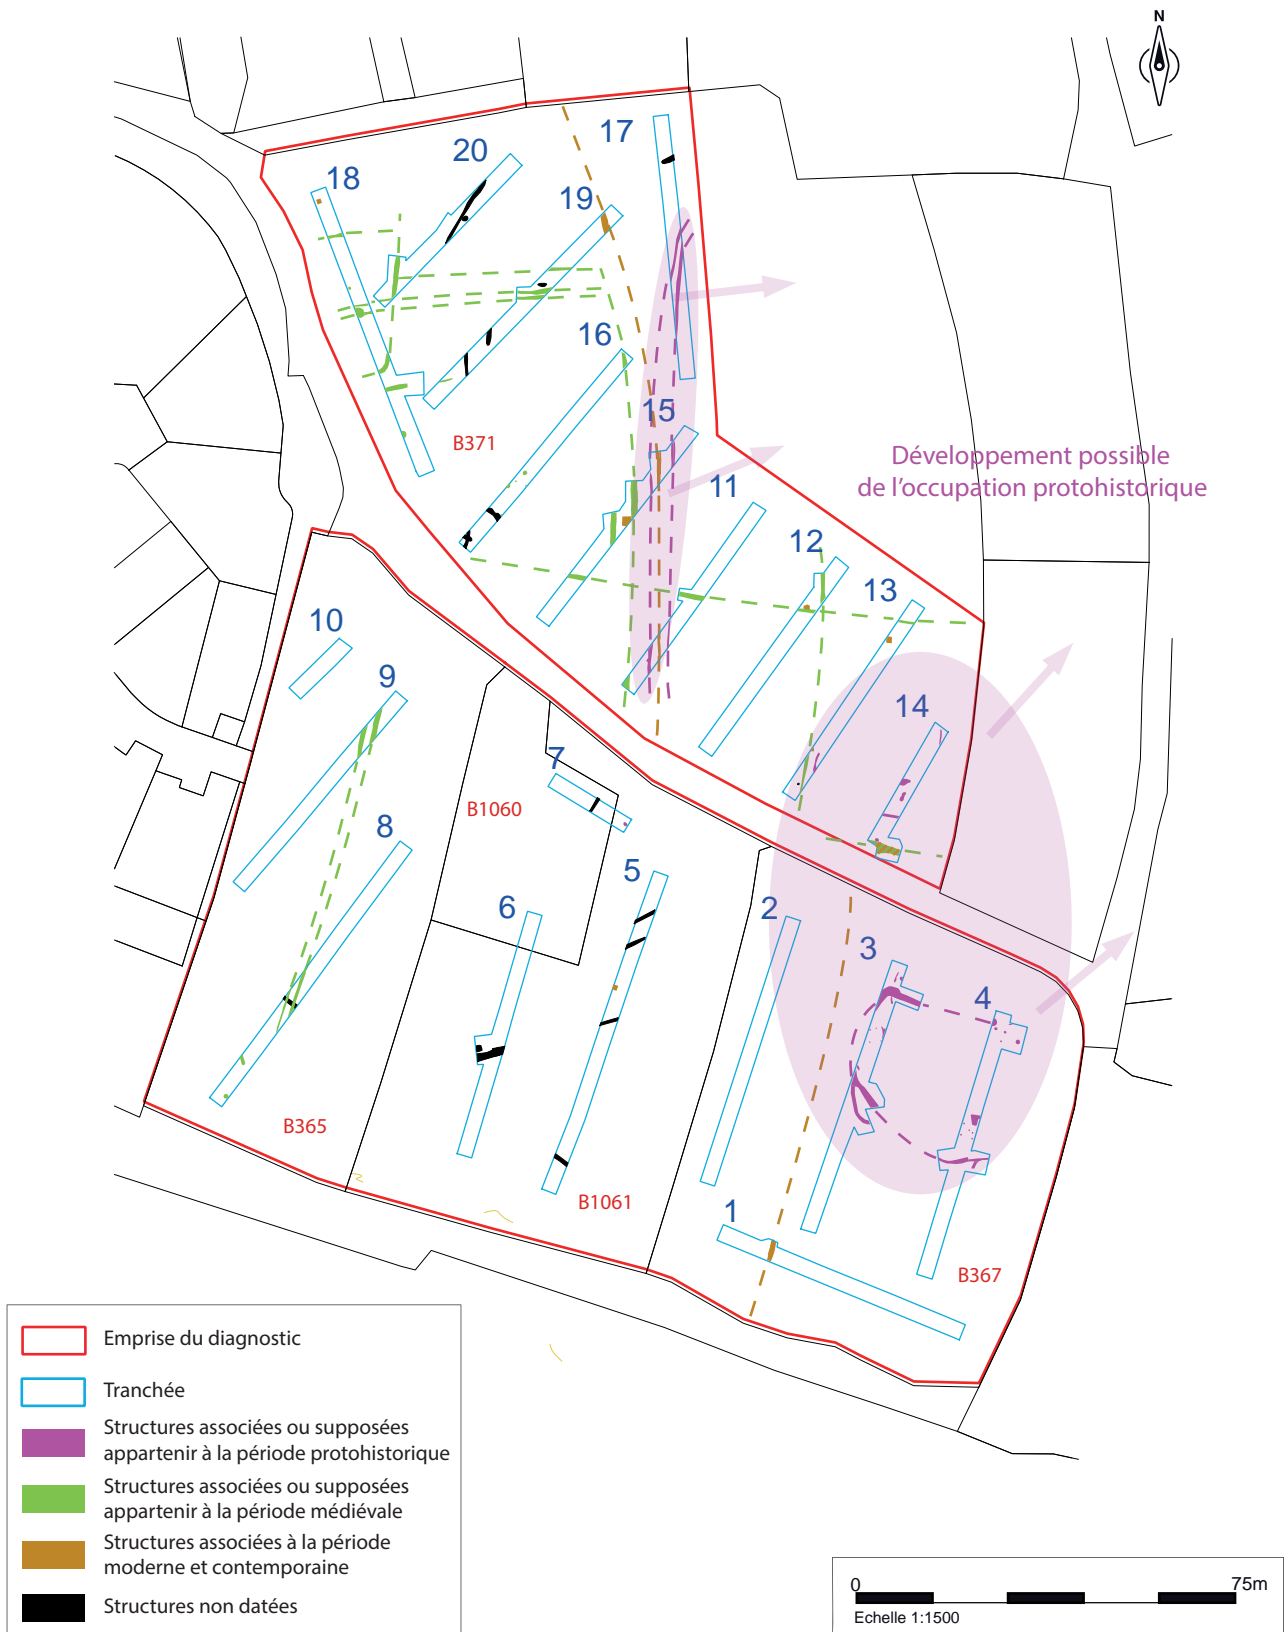 N
17
20
18
19
16
15
B371
Développement possible
de l’occupation protohistorique
11
12
13
10
9
14
7
B1060
8
5
6
2
3
4
B365
B1061
1
B367
Emprise du diagnostic
Tranchée
Structures associées ou supposées
appartenir à la période protohistorique
Structures associées ou supposées
appartenir à la période médiévale
Structures associées à la période
moderne et contemporaine
Structures non datées
0 75m
Echelle 1:1500